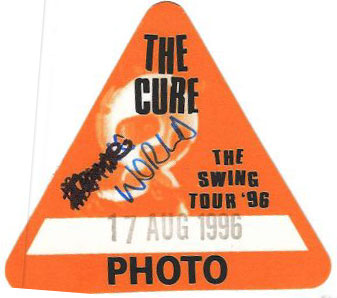 THE
CURE
WORLD
THE
SWING
TOUR '96
17 AUG 1996
PHOTO